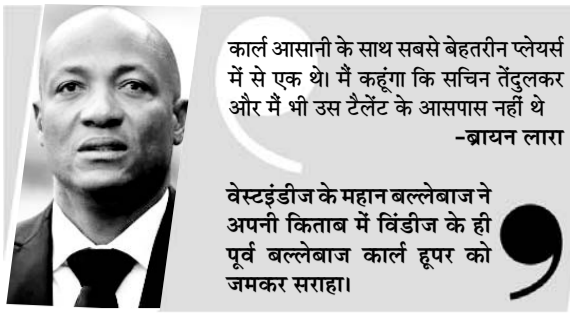 कार्ल आसानी के साथ सबसे बेहतरीन प्लेयर्स
में से एक थे। मैं कहूंगा कि सचिन तेंदुलकर
और मैं भी उस टैलेंट के आसपास नहीं थे
–ब्रायन लारा
वेस्टइंडीज के महान बल्लेबाज ने
अपनी किताब में विंडीज के ही
पूर्व बल्लेबाज कार्ल हूपर को
जमकर सराहा।